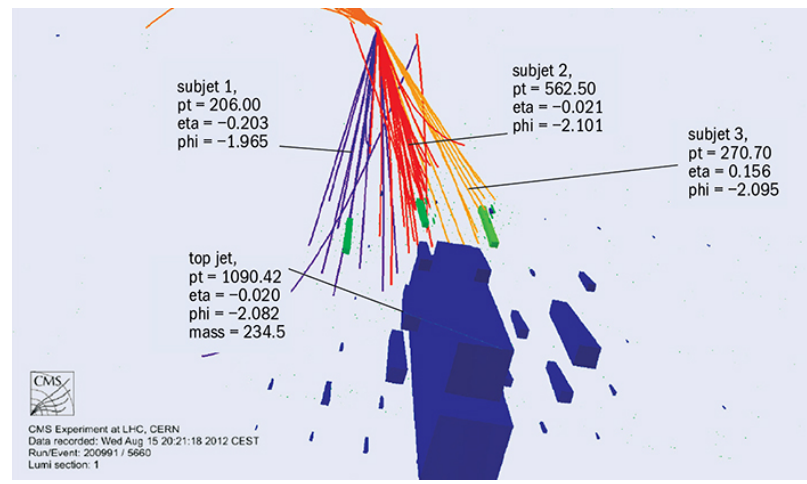 subjet 1,
pt = 206.00
eta = −0.203
phi = −1.965
subjet 2,
pt = 562.50
eta = −0.021
phi = −2.101
subjet 3,
pt = 270.70
eta = 0.156
phi = −2.095
top jet,
pt = 1090.42
eta = −0.020
phi = −2.082
mass = 234.5
CMS
CMS Experiment at LHC, CERN
Data recorded: Wed Aug 15 20:21:18 2012 CEST
Run/Event: 200991 / 5660
Lumi section: 1